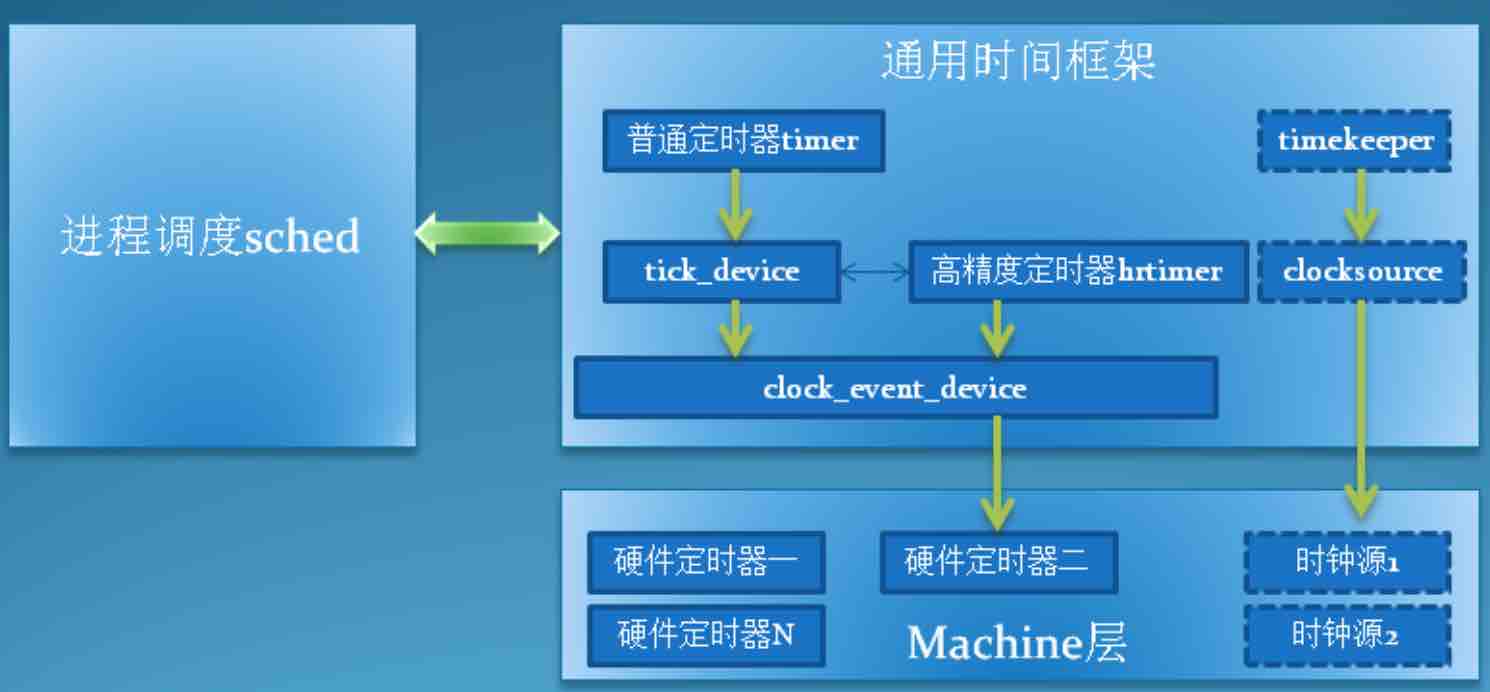 进程调度sched
通用时间框架
普通定时器timer
timekeeper
tick_device
高精度定时器hrtimer
clocksource
clock_event_device
硬件定时器一
硬件定时器二
时钟源1
硬件定时器N
Machine层
时钟源2